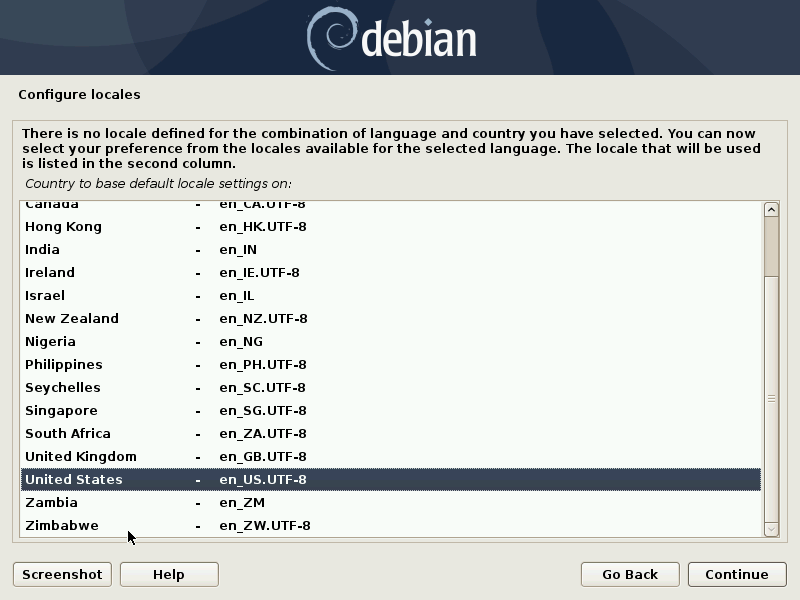 debian
Configure locales
There is no locale defined for the combination of language and country you have selected. You can now
select your preference from the locales available for the selected language. The locale that will be used
is listed in the second column.
Country to base default locale settings on:
Canada - en_CA.UTF-8
Hong Kong - en_HK.UTF-8
India - en_IN
Ireland - en_IE.UTF-8
Israel - en_IL
New Zealand - en_NZ.UTF-8
Nigeria - en_NG
Philippines - en_PH.UTF-8
Seychelles - en_SC.UTF-8
Singapore - en_SG.UTF-8
South Africa - en_ZA.UTF-8
United Kingdom - en_GB.UTF-8
United States - en_US.UTF-8
Zambia - en_ZM
Zimbabwe - en_ZW.UTF-8
Screenshot Help Go Back Continue